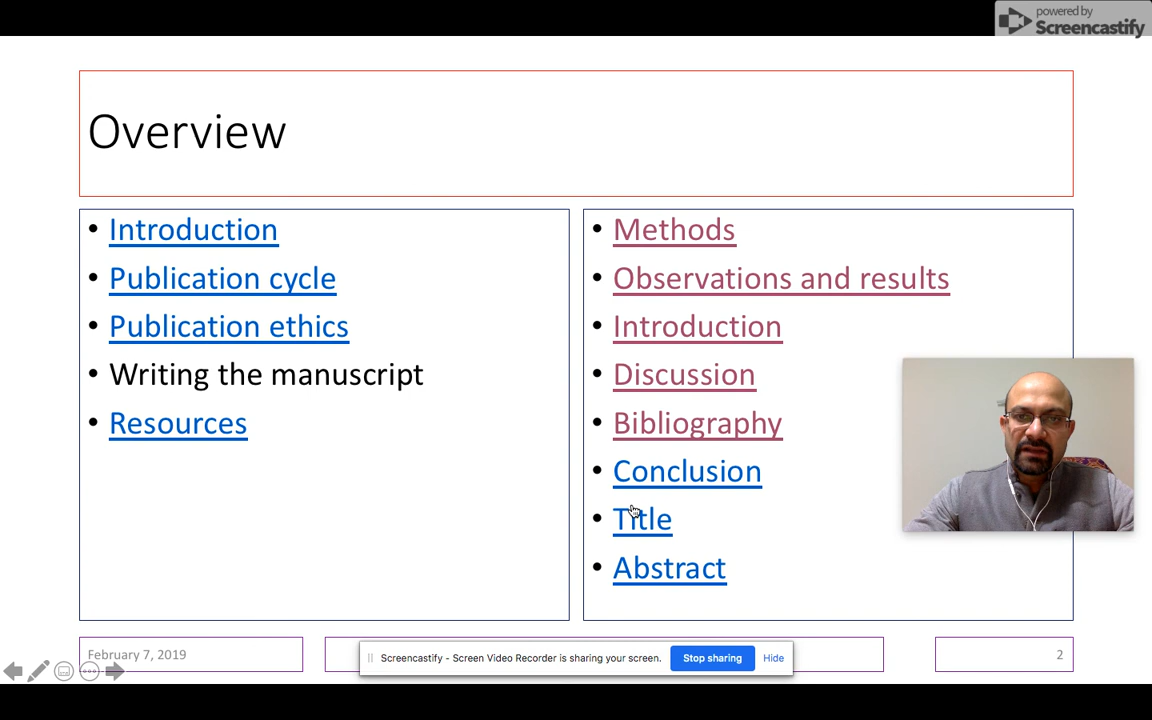 powered by
Screencastify
Overview
• Introduction
• Publication cycle
• Publication ethics
• Writing the manuscript
• Resources
• Methods
• Observations and results
• Introduction
• Discussion
• Bibliography
• Conclusion
• Title
• Abstract
February 7, 2019
Screencastify - Screen Video Recorder is sharing your screen.
Stop sharing
Hide
2